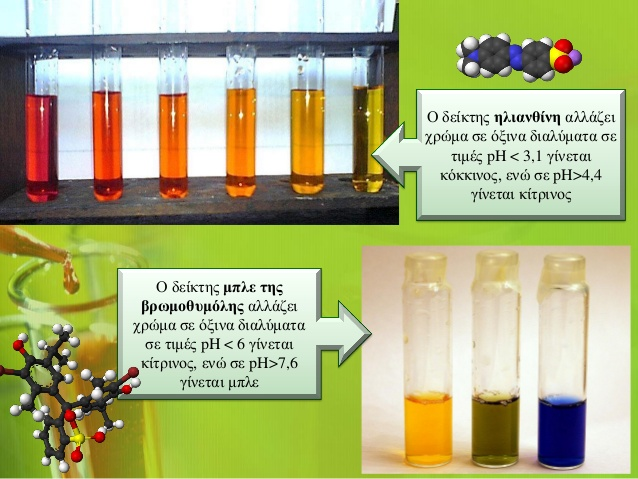 Ο δείκτης ηλιανθίνη αλλάζει
χρώμα σε όξινα διαλύματα σε
τιμές pH < 3,1 γίνεται
κόκκινος, ενώ σε pH>4,4
γίνεται κίτρινος
Ο δείκτης μπλε της
βρωμοθυμόλης αλλάζει
χρώμα σε όξινα διαλύματα
σε τιμές pH < 6 γίνεται
κίτρινος, ενώ σε pH>7,6
γίνεται μπλε